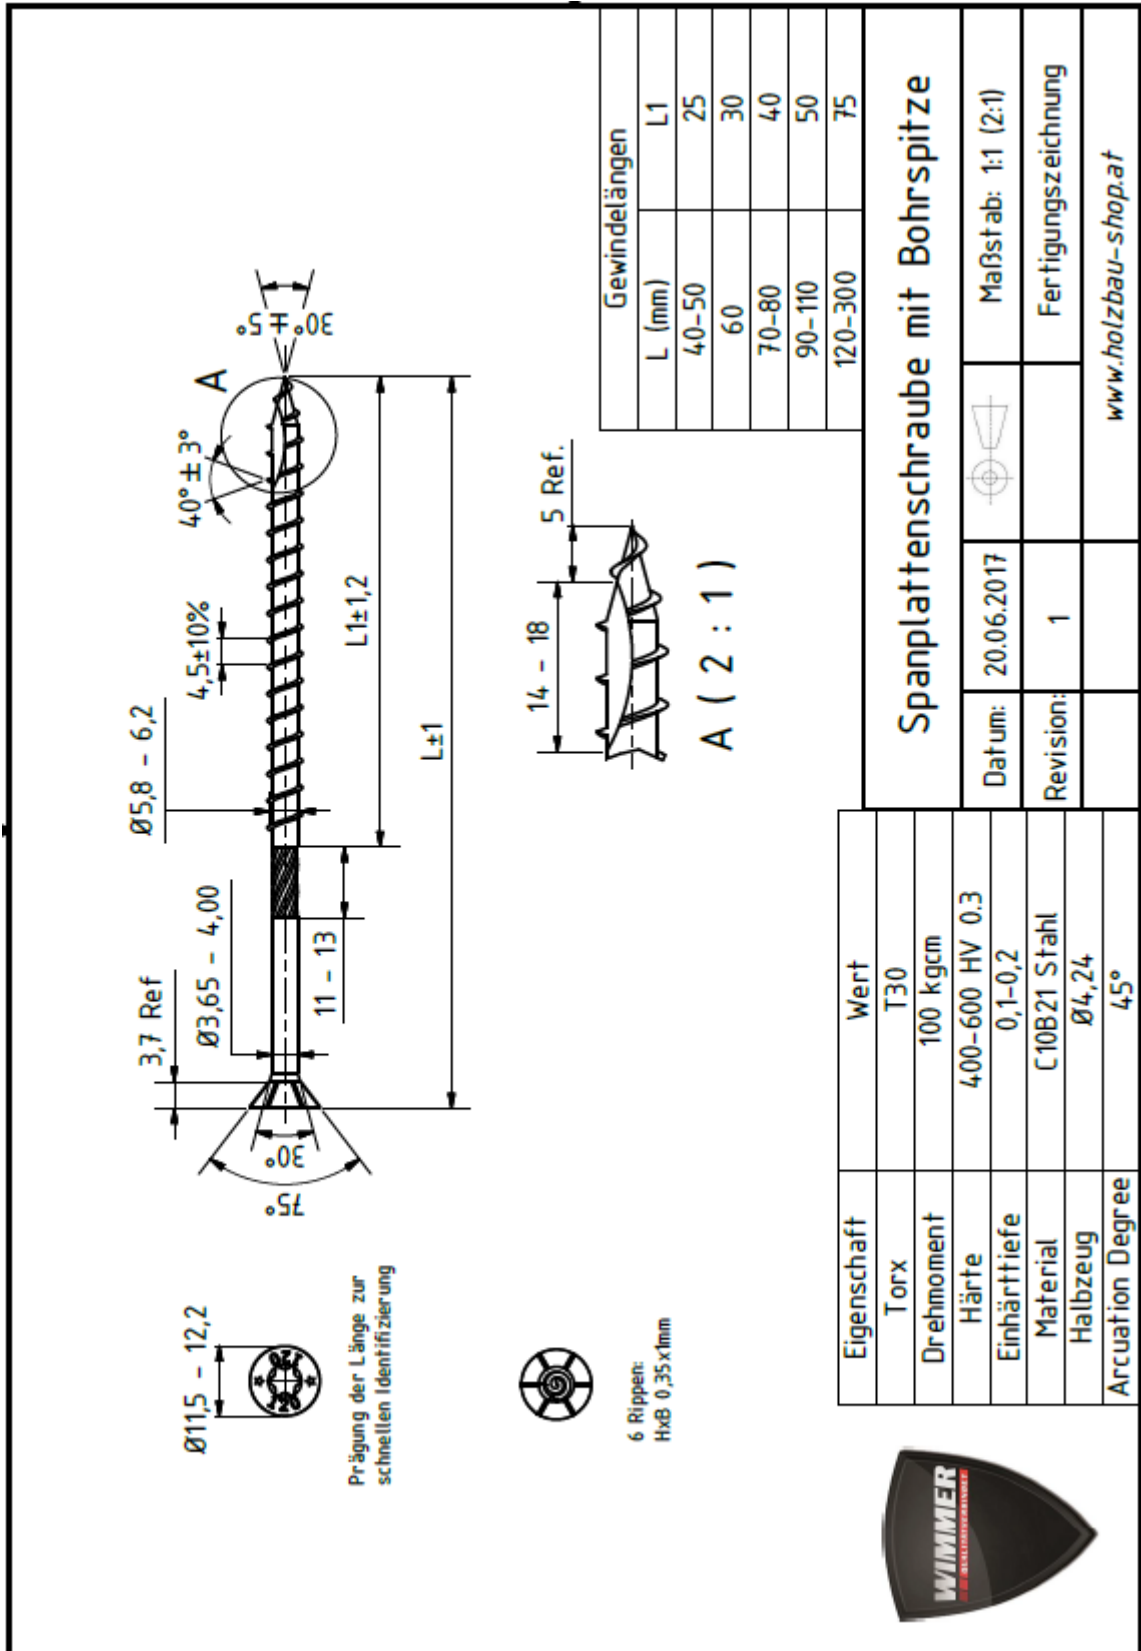 Ø11,5 - 12,2
120
120
Prägung der Länge zur
schnellen Identifizierung
6 Rippen:
HxB 0,35x1mm
75°
30°
3,7 Ref
Ø3,65 - 4,00
11 - 13
Ø5,8 - 6,2
4,5±10%
40° ± 3°
A
30° ± 5°
L1±1,2
L±1
14 - 18
5 Ref.
A ( 2 : 1 )
Gewindelängen
L (mm) L1
40-50 25
60 30
70-80 40
90-110 50
120-300 75
Eigenschaft Wert
Torx T30
Drehmoment 100 kgcm
Härte 400-600 HV 0.3
Einhärttiefe 0,1-0,2
Material C10B21 Stahl
Halbzeug Ø4,24
Arcuation Degree 45°
Spanplattenschraube mit Bohrspitze
Datum: 20.06.2017 Maßstab: 1:1 (2:1)
Revision: 1 Fertigungszeichnung
www.holzbau-shop.at
WIMMER